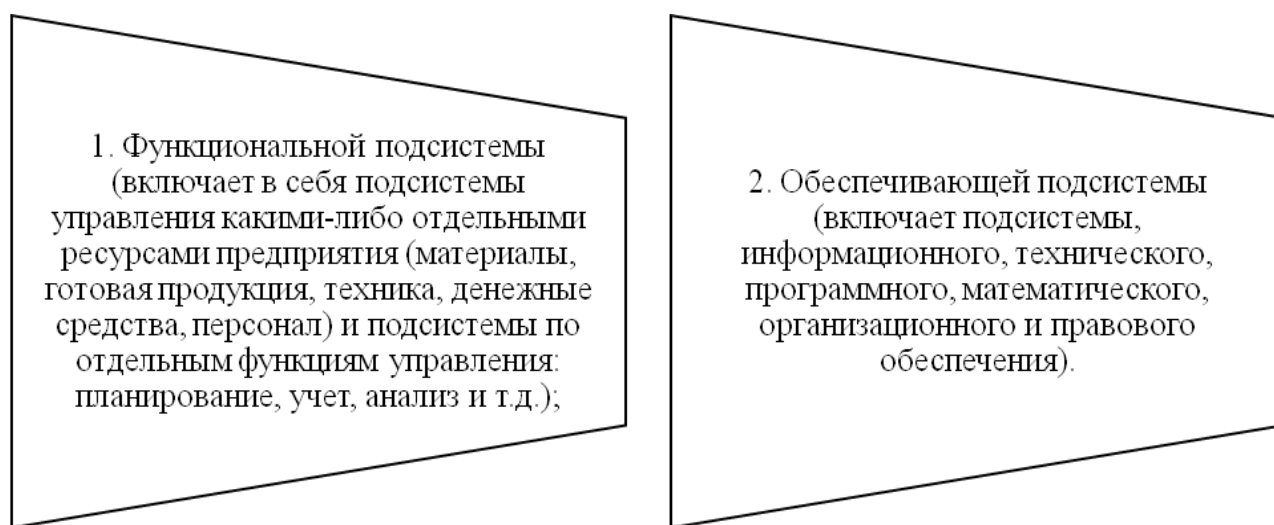 1. Функциональной подсистемы
(включает в себя подсистемы
управления какими-либо отдельными
ресурсами предприятия (материалы,
готовая продукция, техника, денежные
средства, персонал) и подсистемы по
отдельным функциям управления:
планирование, учет, анализ и т.д.);
2. Обеспечивающей подсистемы
(включает подсистемы,
информационного, технического,
программного, математического,
организационного и правового
обеспечения).